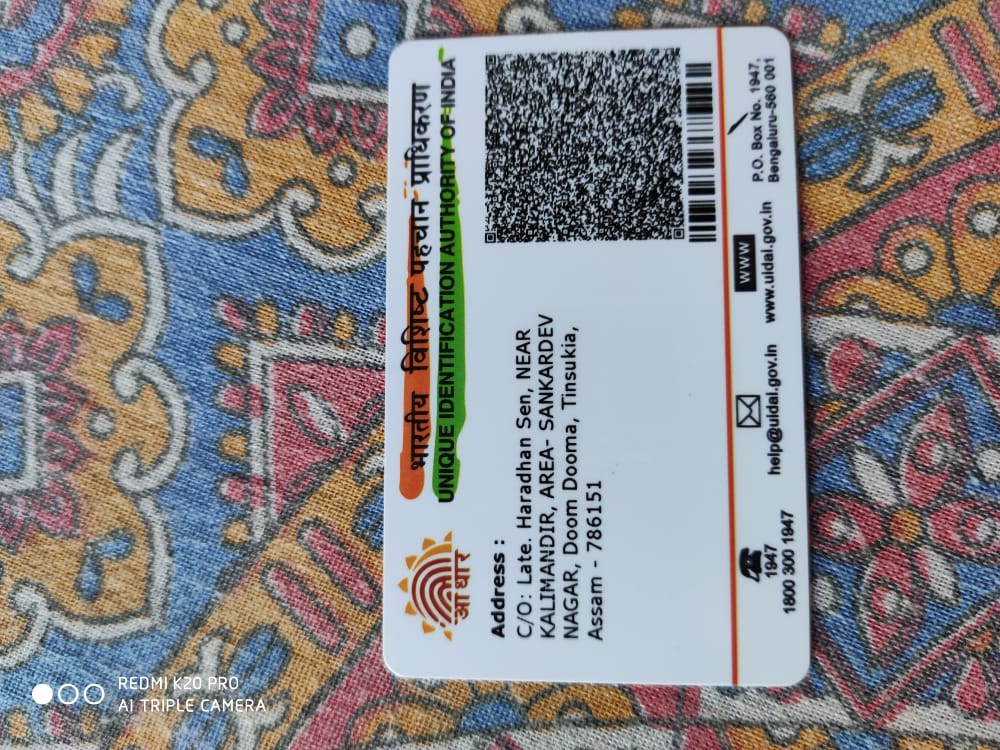 आधार
भारतीय विशिष्ट पहचान प्राधिकरण
UNIQUE IDENTIFICATION AUTHORITY OF INDIA
Address :
C/O: Late. Haradhan Sen, NEAR
KALIMANDIR, AREA- SANKARDEV
NAGAR, Doom Dooma, Tinsukia,
Assam - 786151
1947
1800 300 1947
help@uidai.gov.in
WWW
www.uidai.gov.in
P.O. Box No. 1947,
Bengaluru-560 001
REDMI K20 PRO
AI TRIPLE CAMERA